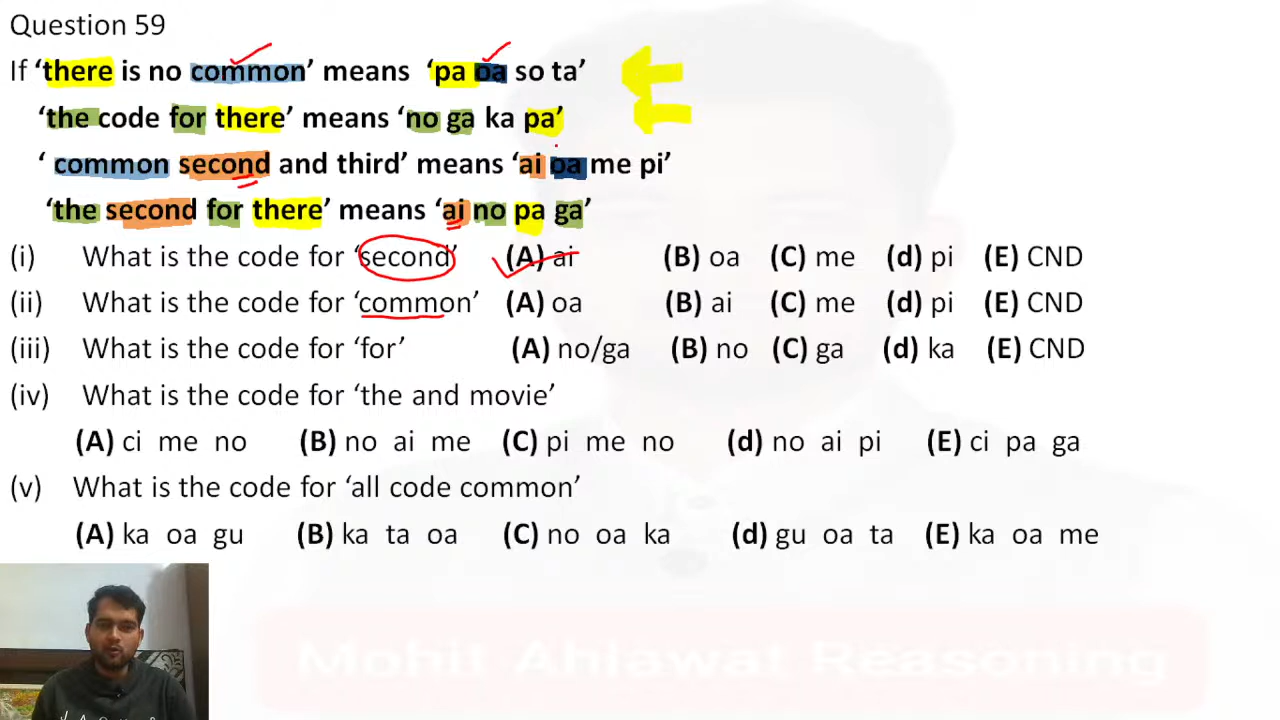 Question 59
If ‘there is no common’ means ‘pa oa so ta’
‘the code for there’ means ‘no ga ka pa’
‘ common second and third’ means ‘ai oa me pi’
‘the second for there’ means ‘ai no pa ga’
(i) What is the code for ‘second’ (A) ai (B) oa (C) me (d) pi (E) CND
(ii) What is the code for ‘common’ (A) oa (B) ai (C) me (d) pi (E) CND
(iii) What is the code for ‘for’ (A) no/ga (B) no (C) ga (d) ka (E) CND
(iv) What is the code for ‘the and movie’
(A) ci me no (B) no ai me (C) pi me no (d) no ai pi (E) ci pa ga
(v) What is the code for ‘all code common’
(A) ka oa gu (B) ka ta oa (C) no oa ka (d) gu oa ta (E) ka oa me
Mohit Ahlawat Reasoning